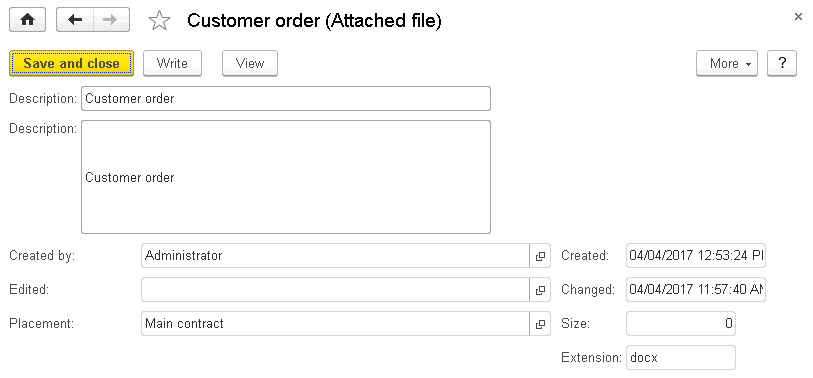 Customer order (Attached file)
×
Save and close Write View More ?
Description: Customer order
Description: Customer order
Created by: Administrator Created: 04/04/2017 12:53:24 P
Edited: Changed: 04/04/2017 11:57:40 A
Placement: Main contract Size: 0
Extension: docx